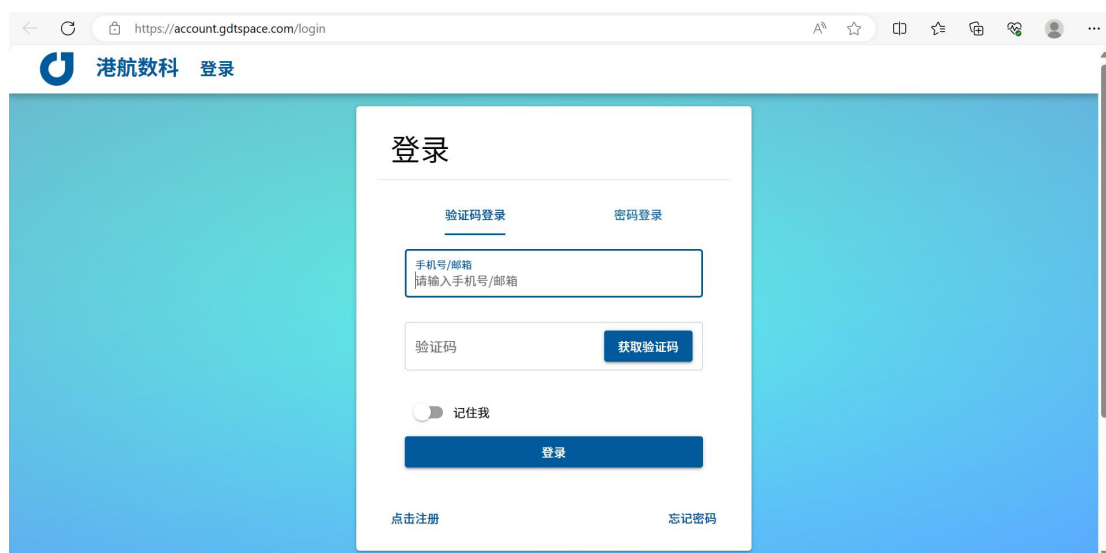 https://account.gdtspace.com/login
港航数科 登录
登录
验证码登录 密码登录
手机号/邮箱
请输入手机号/邮箱
验证码 获取验证码
记住我
登录
点击注册 忘记密码